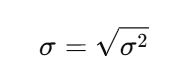 σ = √σ²